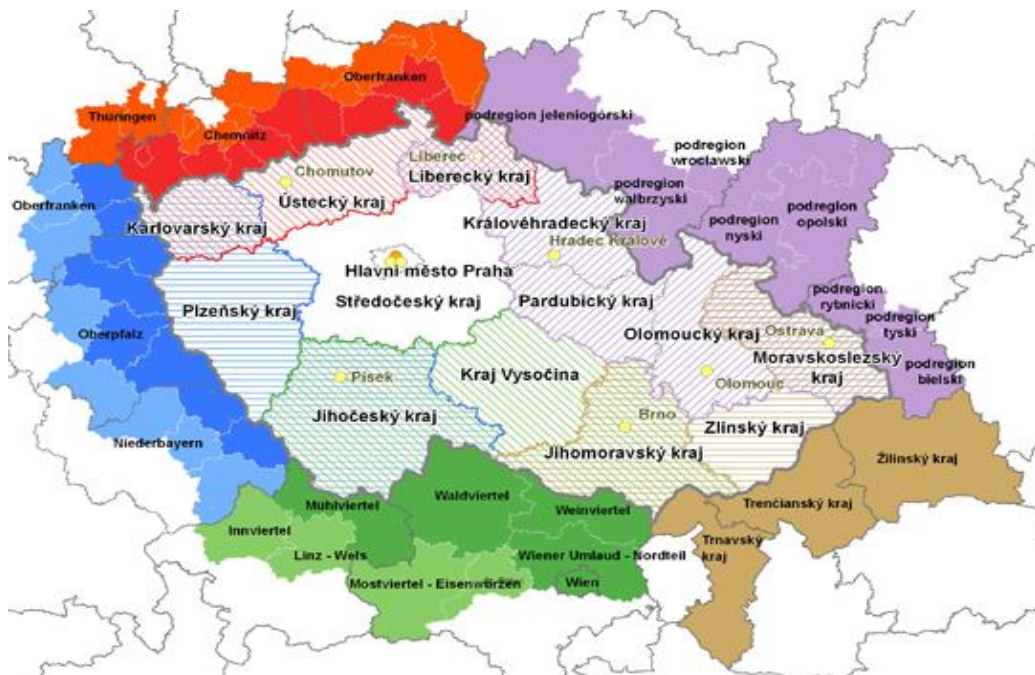 Oberfranken
Thüringen
Chemnitz
podregion jeleniogórski
podregion
wroclawski
Chomutov
Liberec
Liberecký kraj
Ústecký kraj
podregion
walbrzyski
podregion
opolski
podregion
nyski
Oberfranken
Karlovarský kraj
Královéhradecký kraj
Hradec Králové
Hlavní město Praha
Středočeský kraj
Plzeňský kraj
Pardubický kraj
podregion
rybnicki
Oberpfalz
Olomoucký kraj
Ostrava
podregion
tyski
Moravskoslezský
kraj
podregion
bielski
Písek
Kraj Vysočina
Olomouc
Jihočeský kraj
Brno
Zlínský kraj
Niederbayern
Jihomoravský kraj
Žilinský kraj
Mühlviertel
Waldviertel
Weinviertel
Trenčianský kraj
Innviertel
Linz - Wels
Wiener Umlaud - Nordteil
Trnavský
kraj
Mostviertel - Eisenwörzen
Wien